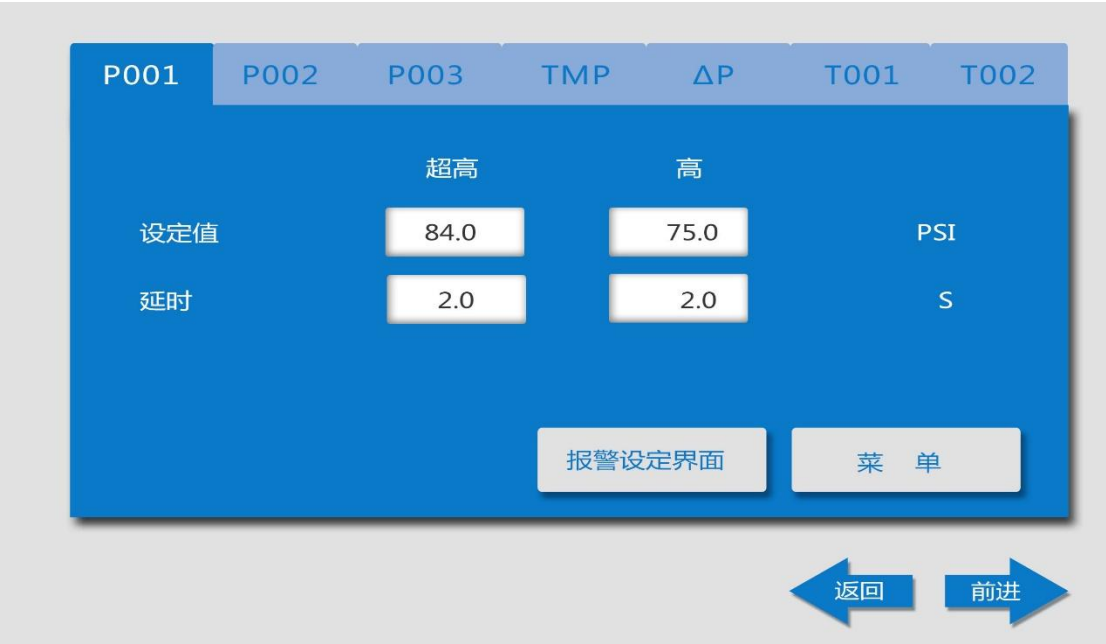 P001 P002 P003 TMP ΔP T001 T002
超高 高
设定值 84.0 75.0 PSI
延时 2.0 2.0 S
报警设定界面 菜 单
返回 前进